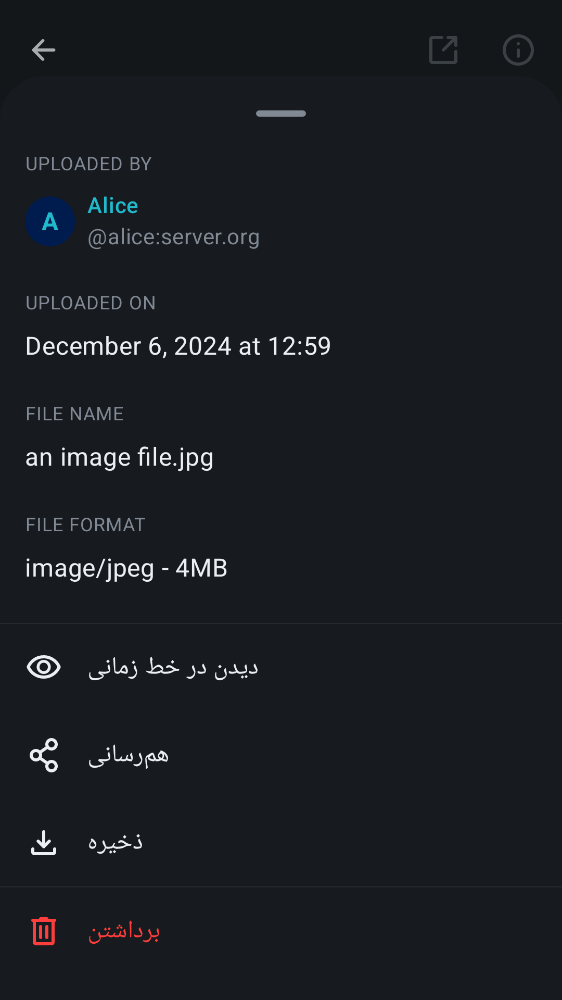 UPLOADED BY
A
Alice
@alice:server.org
UPLOADED ON
December 6, 2024 at 12:59
FILE NAME
an image file.jpg
FILE FORMAT
image/jpeg - 4MB
دیدن در خط زمانی
هم‌رسانی
ذخیره
برداشتن